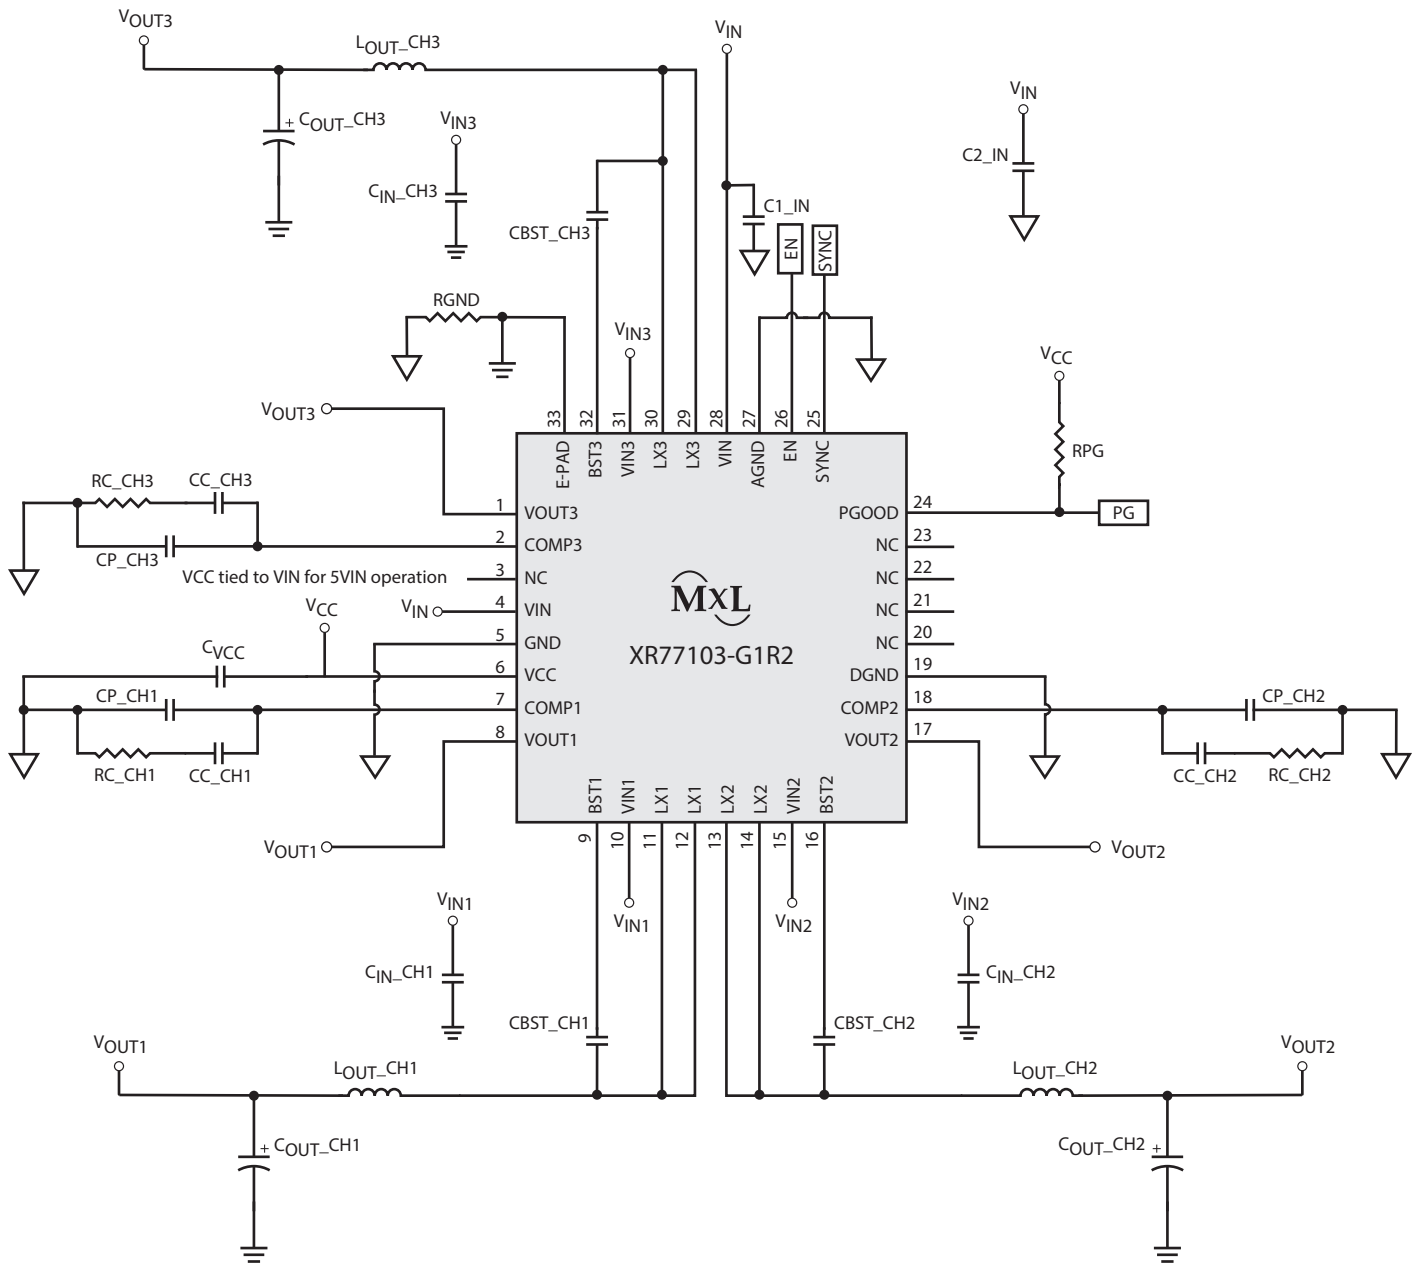 VOUT3
LOUT_CH3
VIN
+ COUT_CH3
VIN3
CIN_CH3
CBST_CH3
C1_IN
EN
SYNC
VIN
C2_IN
RGND
VIN3
VCC
RPG
PG
VOUT3
33
32
31
30
29
28
27
26
25
E-PAD
BST3
VIN3
LX3
LX3
VIN
AGND
EN
SYNC
RC_CH3
CC_CH3
CP_CH3
1 VOUT3
2 COMP3
VCC tied to VIN for 5VIN operation
3 NC
VIN
4 VIN
5 GND
VCC
CVCC
6 VCC
CP_CH1
7 COMP1
RC_CH1
CC_CH1
8 VOUT1
VOUT1
MxL
XR77103-G1R2
PGOOD 24
NC 23
NC 22
NC 21
NC 20
DGND 19
COMP2 18
VOUT2 17
CP_CH2
CC_CH2
RC_CH2
VOUT2
BST1
VIN1
LX1
LX1
LX2
LX2
VIN2
BST2
9
10
11
12
13
14
15
16
VIN1
VIN2
VIN1
CIN_CH1
VIN2
CIN_CH2
CBST_CH1
CBST_CH2
VOUT1
LOUT_CH1
+ COUT_CH1
LOUT_CH2
VOUT2
COUT_CH2 +